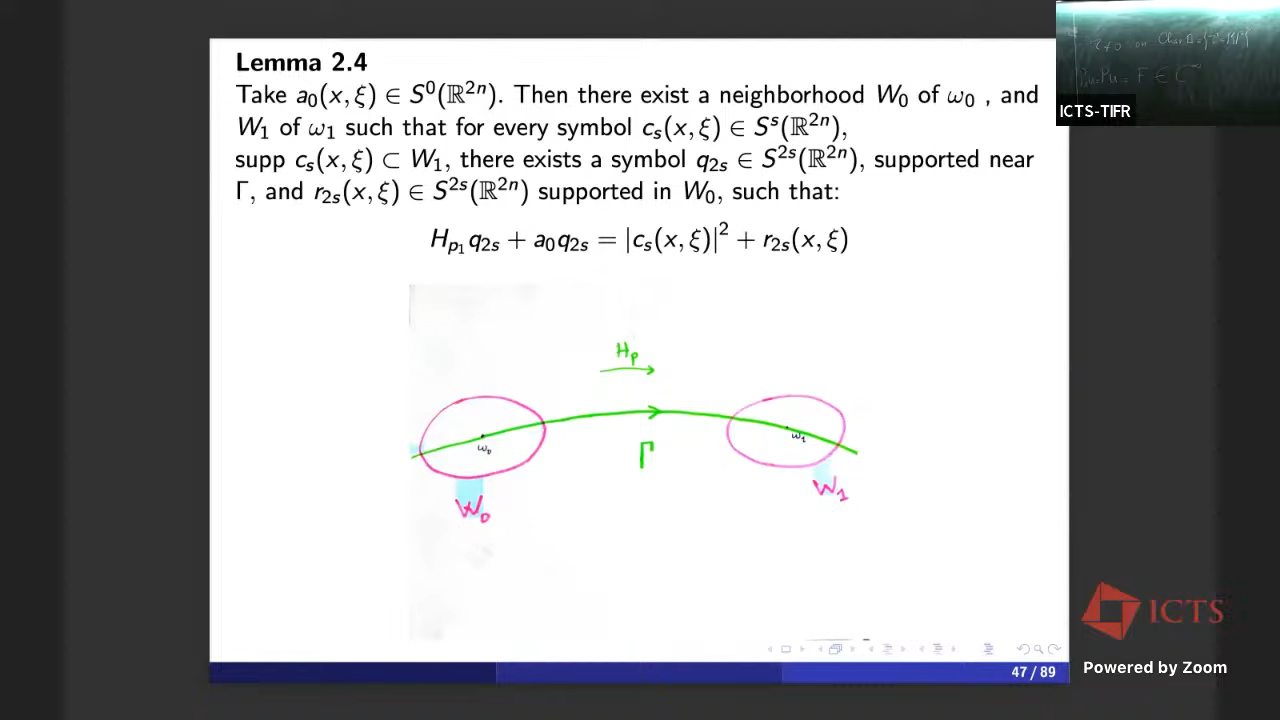 Lemma 2.4
Take a₀(x, ξ) ∈ S⁰(ℝ²ⁿ). Then there exist a neighborhood W₀ of ω₀ , and
W₁ of ω₁ such that for every symbol cₛ(x, ξ) ∈ Sˢ(ℝ²ⁿ),
supp cₛ(x, ξ) ⊂ W₁, there exists a symbol q₂ₛ ∈ S²ˢ(ℝ²ⁿ), supported near
Γ, and r₂ₛ(x, ξ) ∈ S²ˢ(ℝ²ⁿ) supported in W₀, such that:
H_{p₁} q₂ₛ + a₀q₂ₛ = |cₛ(x, ξ)|² + r₂ₛ(x, ξ)
H_p
ω₀
ω₁
Γ
W₀
W₁
47 / 89
ICTS-TIFR
ICTS
Powered by Zoom